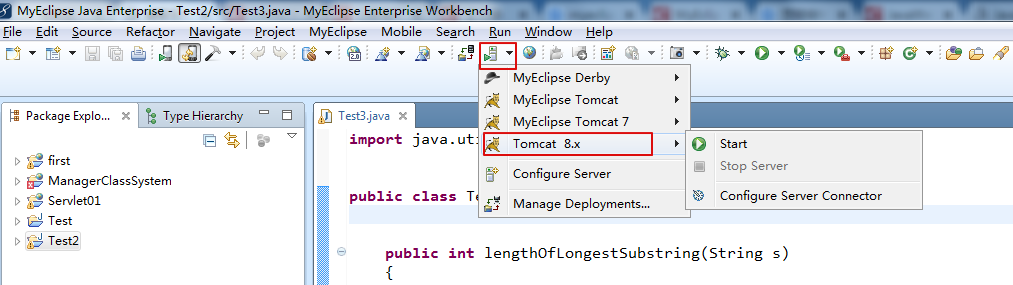 MyEclipse Java Enterprise - Test2/src/Test3.java - MyEclipse Enterprise Workbench
File Edit Source Refactor Navigate Project MyEclipse Mobile Search Run Window Help
2.0
Package Explo... Type Hierarchy
Test3.java
first
ManagerClassSystem
Servlet01
Test
Test2
import java.ut
public class Te
public int lengthOfLongestSubstring(String s)
{
MyEclipse Derby
MyEclipse Tomcat
MyEclipse Tomcat 7
Tomcat 8.x
Configure Server
Manage Deployments...
Start
Stop Server
Configure Server Connector